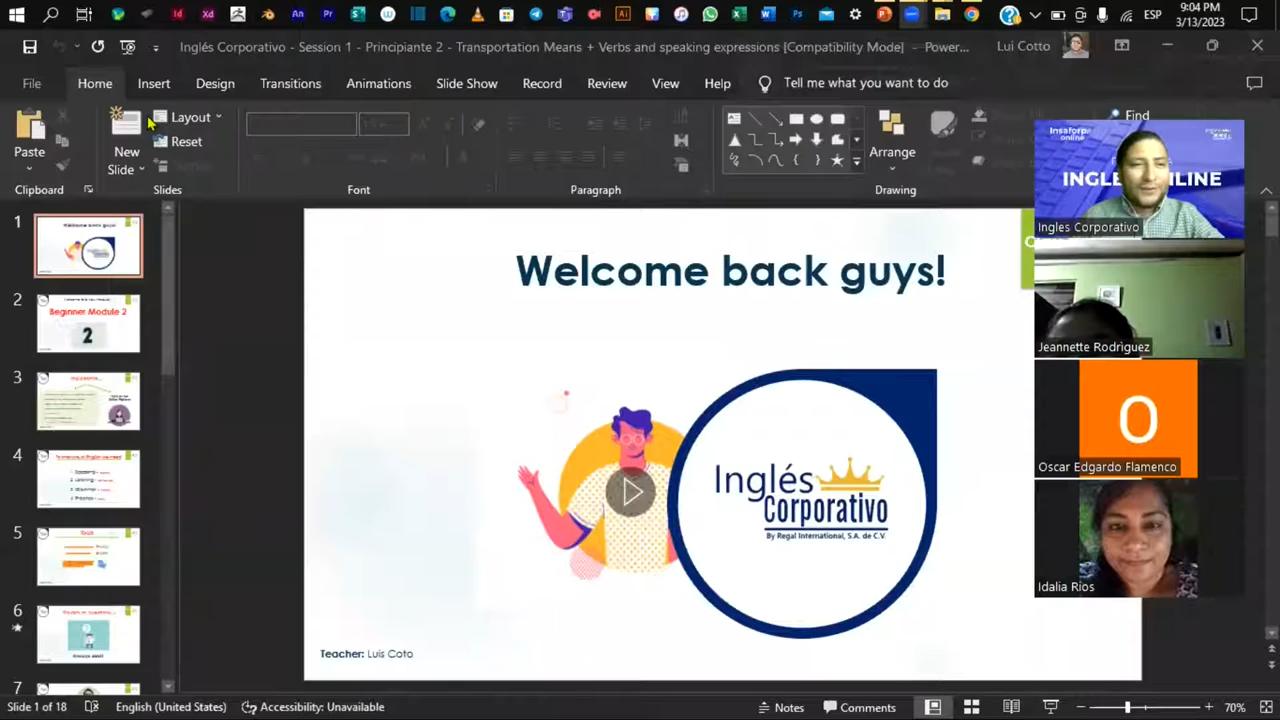 ESP
9:04 PM
3/13/2023
Inglés Corporativo - Session 1 - Principiante 2 - Transportation Means + Verbs and speaking expressions [Compatibility Mode] - Power...
Lui Cotto
File
Home
Insert
Design
Transitions
Animations
Slide Show
Record
Review
View
Help
Tell me what you want to do
Paste
New
Slide
Layout
Reset
Arrange
Find
Clipboard
Slides
Font
Paragraph
Drawing
Insaforp
online
Ingles Corporativo
Jeannette Rodriguez
O
Oscar Edgardo Flamenco
Idalia Rios
1
Welcome back guys!
2
Beginner Module 2
2
3
4
5
6
7
Welcome back guys!
Inglés
Corporativo
By Regal International, S.A. de C.V.
Teacher: Luis Coto
Slide 1 of 18
English (United States)
Accessibility: Unavailable
Notes
Comments
70%